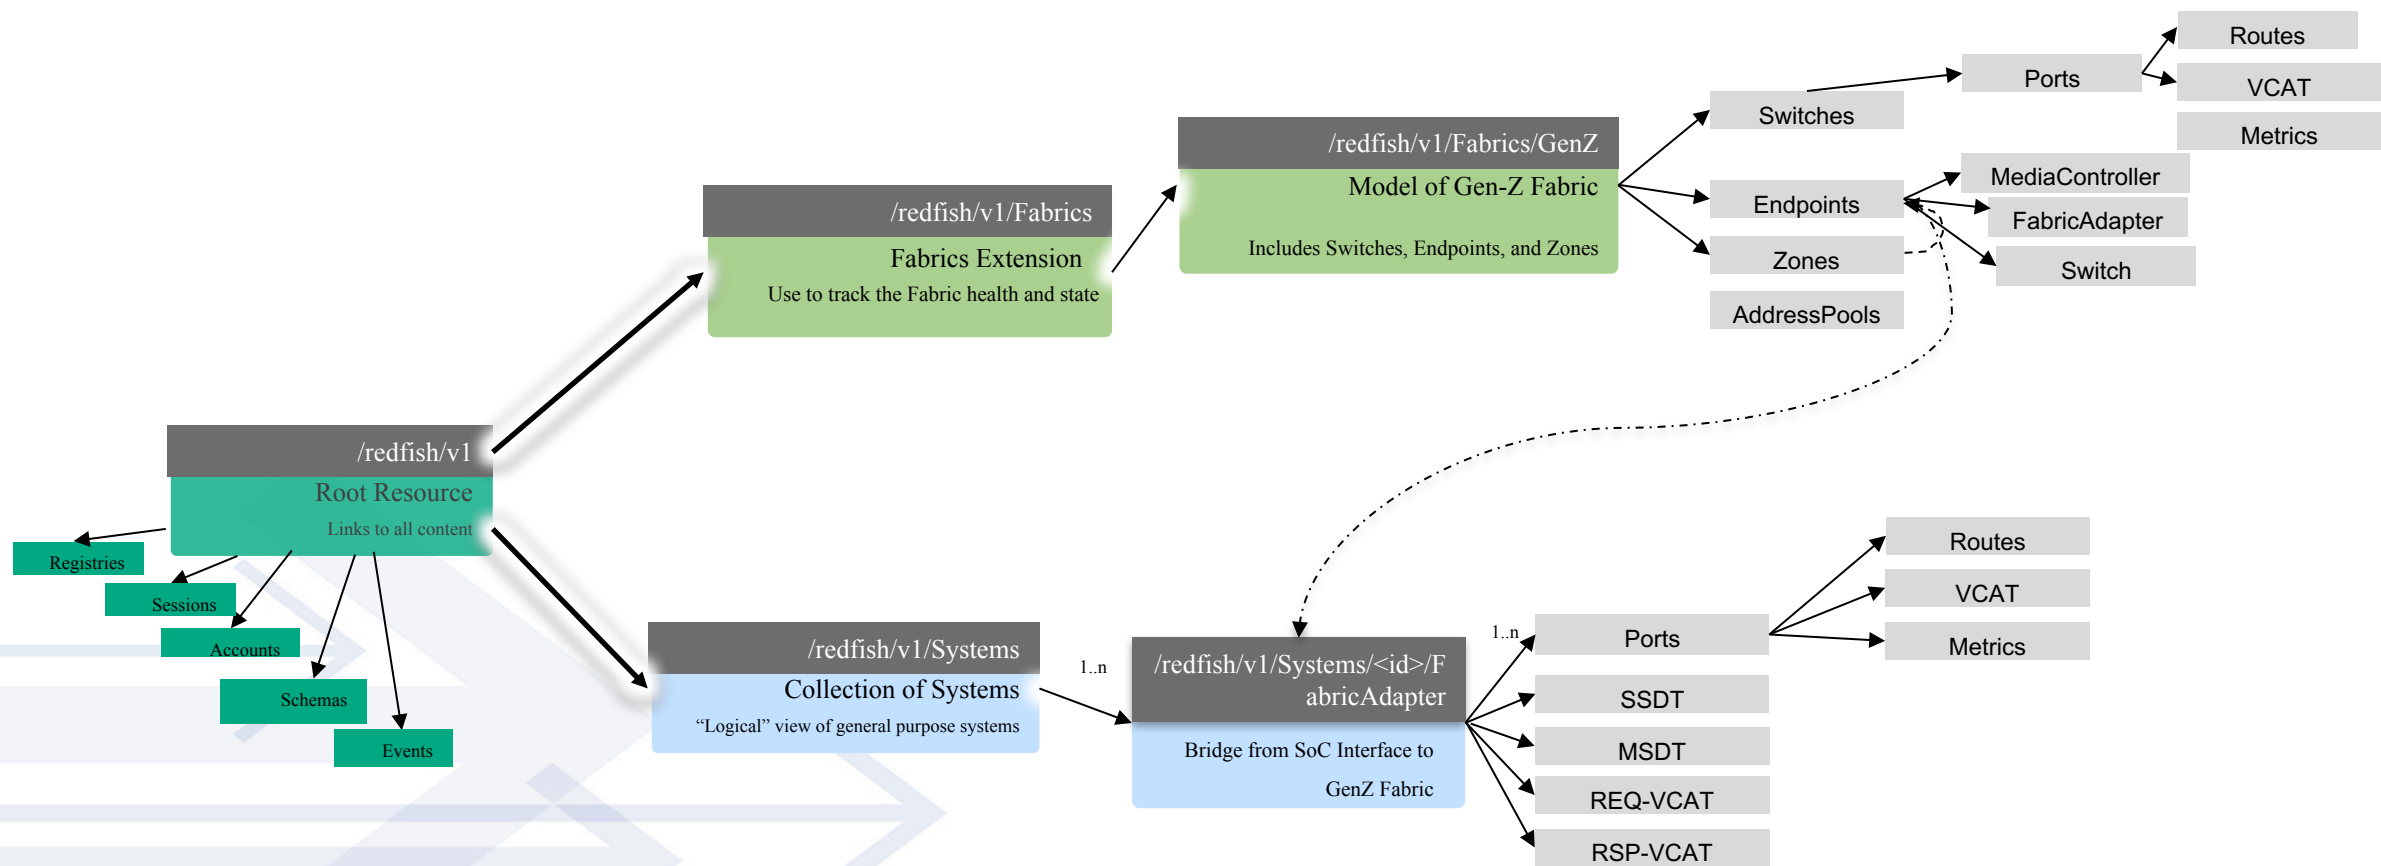 Routes
Ports
VCAT
Switches
Metrics
/redfish/v1/Fabrics/GenZ
Model of Gen-Z Fabric
Includes Switches, Endpoints, and Zones
MediaController
Endpoints
FabricAdapter
Zones
Switch
AddressPools
/redfish/v1/Fabrics
Fabrics Extension
Use to track the Fabric health and state
/redfish/v1
Root Resource
Links to all content
Registries
Sessions
Accounts
Schemas
Events
/redfish/v1/Systems
Collection of Systems
“Logical” view of general purpose systems
1..n
/redfish/v1/Systems/<id>/F
abricAdapter
Bridge from SoC Interface to
GenZ Fabric
1..n
Ports
SSDT
MSDT
REQ-VCAT
RSP-VCAT
Routes
VCAT
Metrics